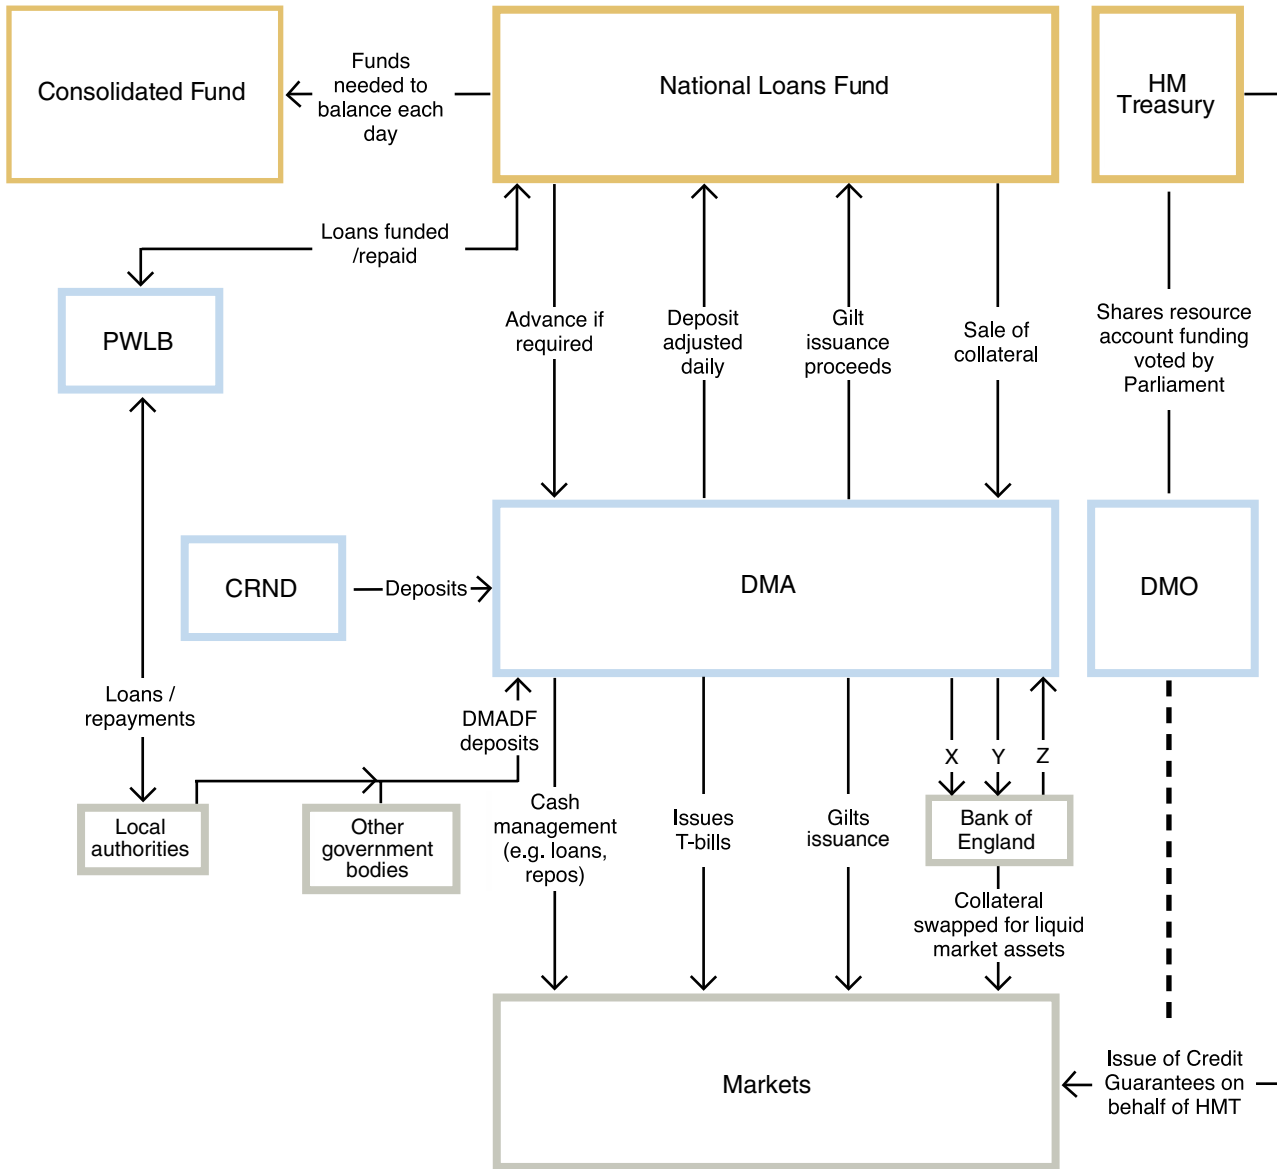 Consolidated Fund
Funds
needed to
balance each
day
National Loans Fund
HM
Treasury
Loans funded
/repaid
PWLB
Advance if
required
Deposit
adjusted
daily
Gilt
issuance
proceeds
Sale of
collateral
Shares resource
account funding
voted by
Parliament
CRND
Deposits
DMA
DMO
Loans /
repayments
DMADF
deposits
X
Y
Z
Local
authorities
Other
government
bodies
Cash
management
(e.g. loans,
repos)
Issues
T-bills
Gilts
issuance
Bank of
England
Collateral
swapped for liquid
market assets
Markets
Issue of Credit
Guarantees on
behalf of HMT